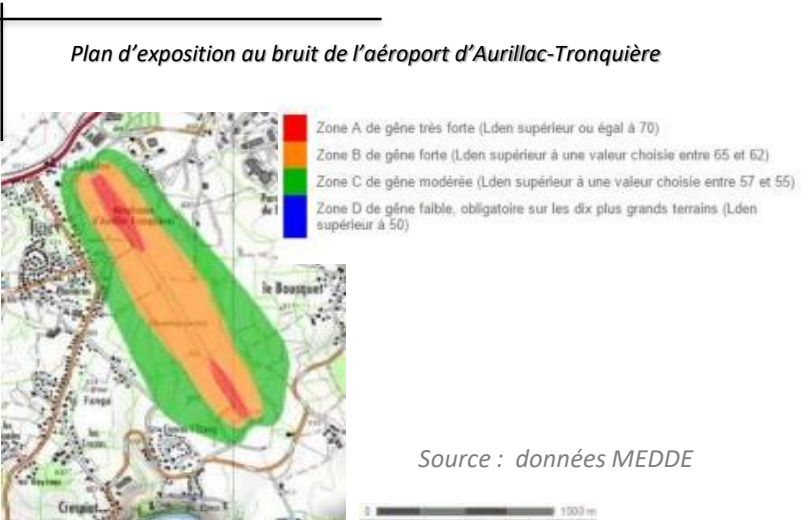 Plan d'exposition au bruit de l'aéroport d'Aurillac-Tronquière
Zone A de gêne très forte (Lden supérieur ou égal à 70)
Zone B de gêne forte (Lden supérieur à une valeur choisie entre 65 et 62)
Zone C de gêne modérée (Lden supérieur à une valeur choisie entre 57 et 55)
Zone D de gêne faible, obligatoire sur les dix plus grands terrains (Lden
supérieur à 50)
le Bousquet
Fanga
Crespiat
Source : données MEDDE
0 1000 m